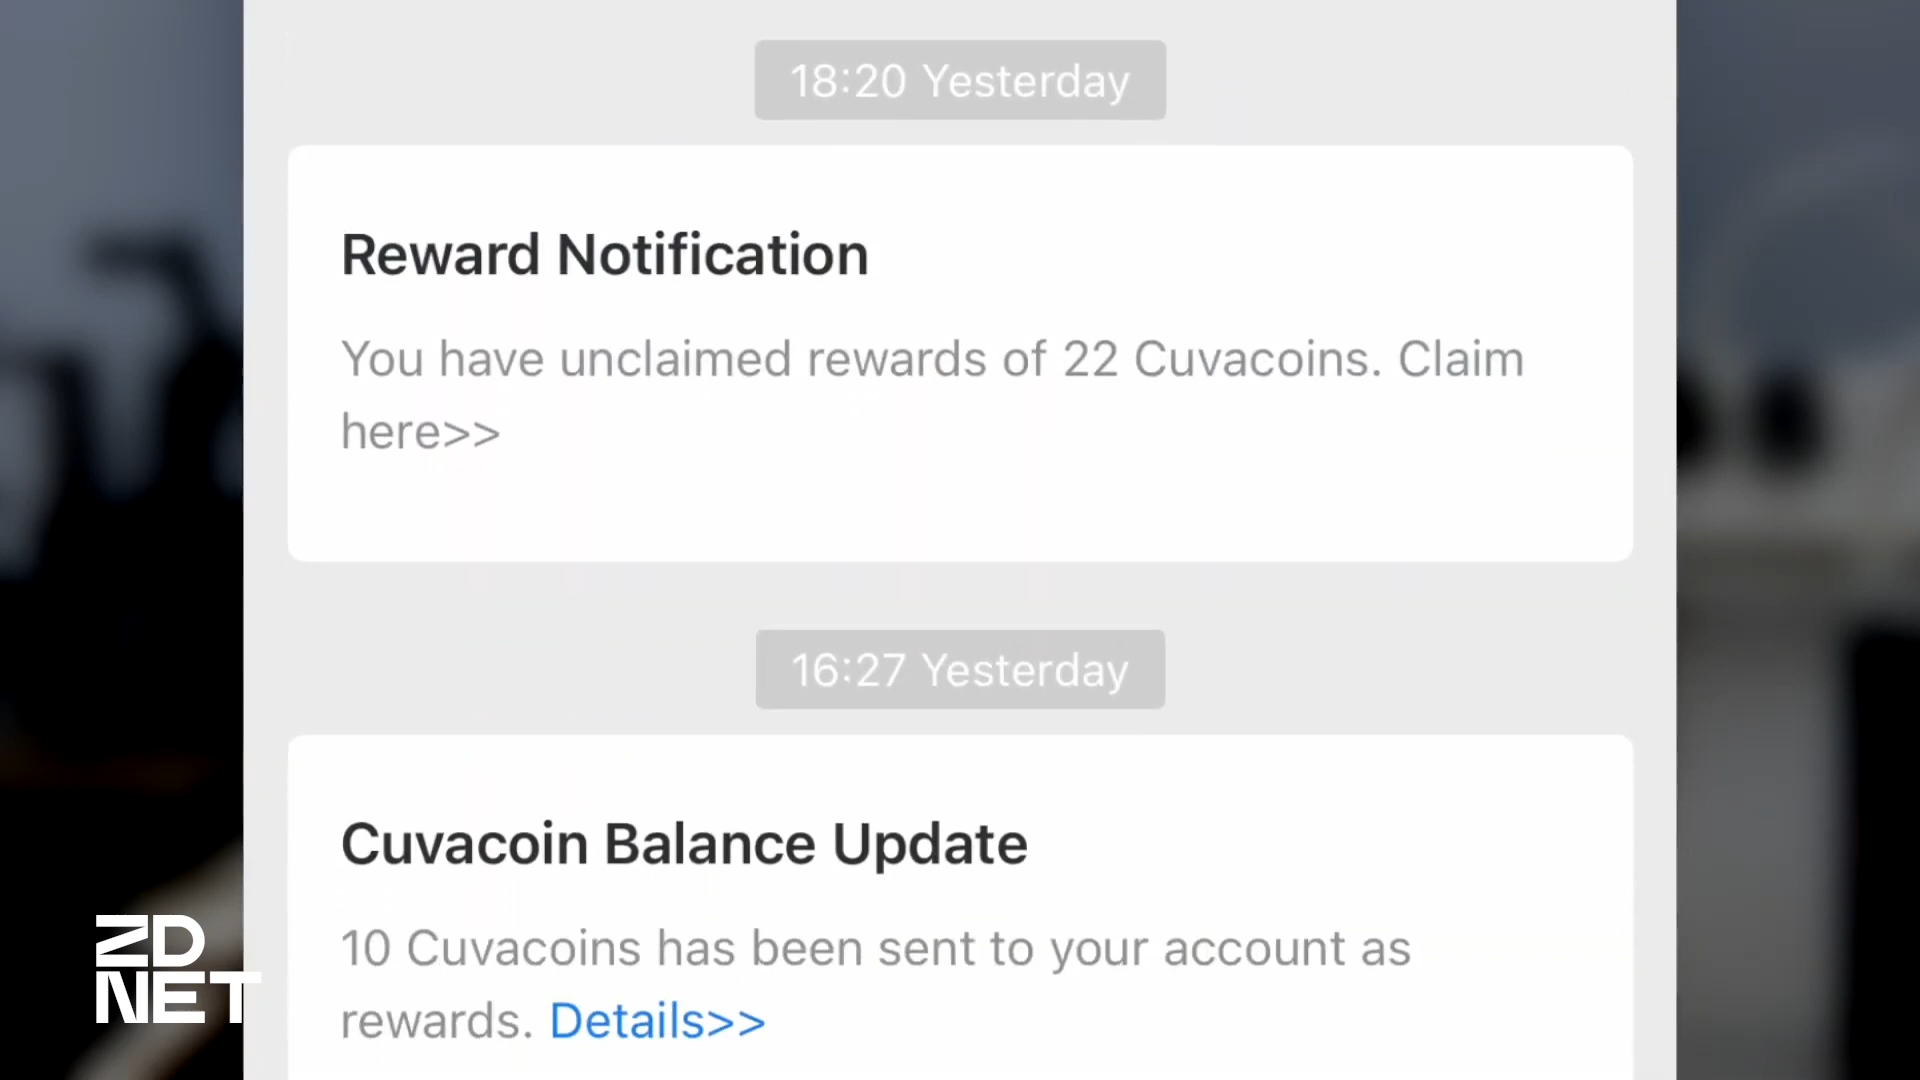 18:20 Yesterday
Reward Notification
You have unclaimed rewards of 22 Cuvacoins. Claim
here>>
16:27 Yesterday
Cuvacoin Balance Update
10 Cuvacoins has been sent to your account as
rewards. Details>>
ZD
NET